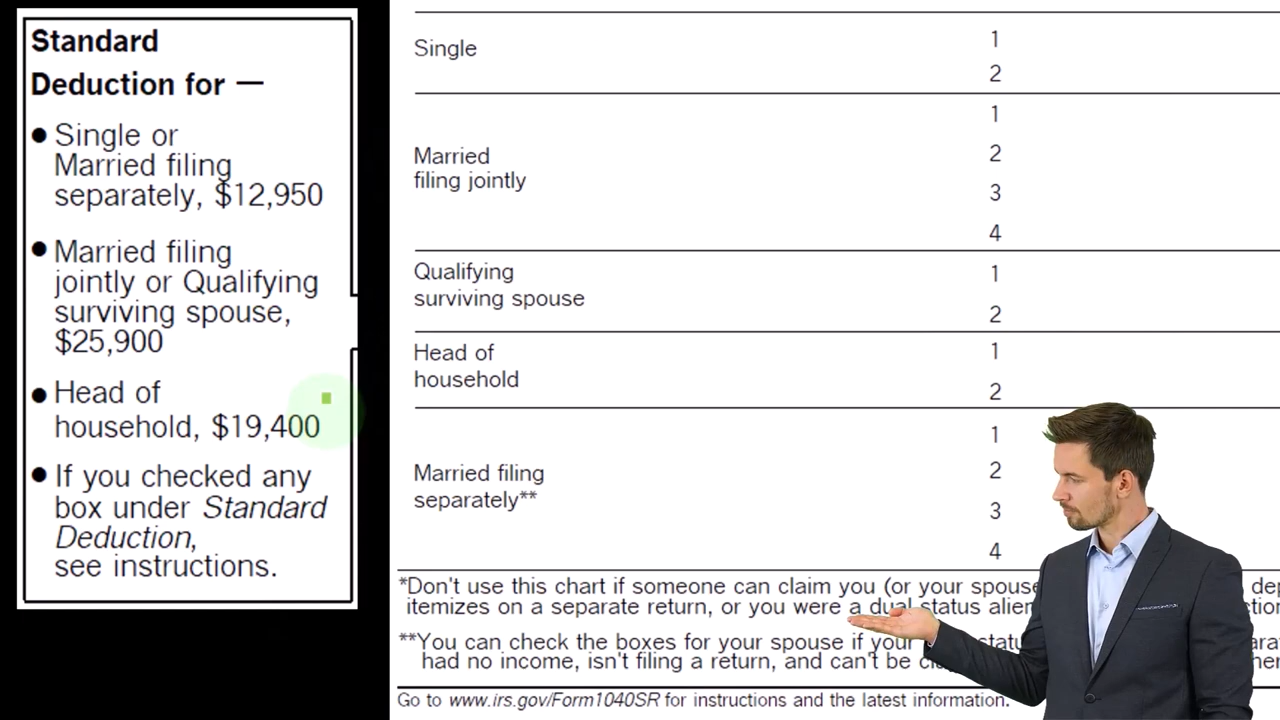 Standard
Deduction for —
● Single or
Married filing
separately, $12,950
● Married filing
jointly or Qualifying
surviving spouse,
$25,900
● Head of
household, $19,400
● If you checked any
box under Standard
Deduction,
see instructions.
Single
1
2
Married
filing jointly
1
2
3
4
Qualifying
surviving spouse
1
2
Head of
household
1
2
Married filing
separately**
1
2
3
4
*Don't use this chart if someone can claim you (or your spouse
itemizes on a separate return, or you were a dual status alien
**You can check the boxes for your spouse if your
had no income, isn't filing a return, and can't be
Go to www.irs.gov/Form1040SR for instructions and the latest information.